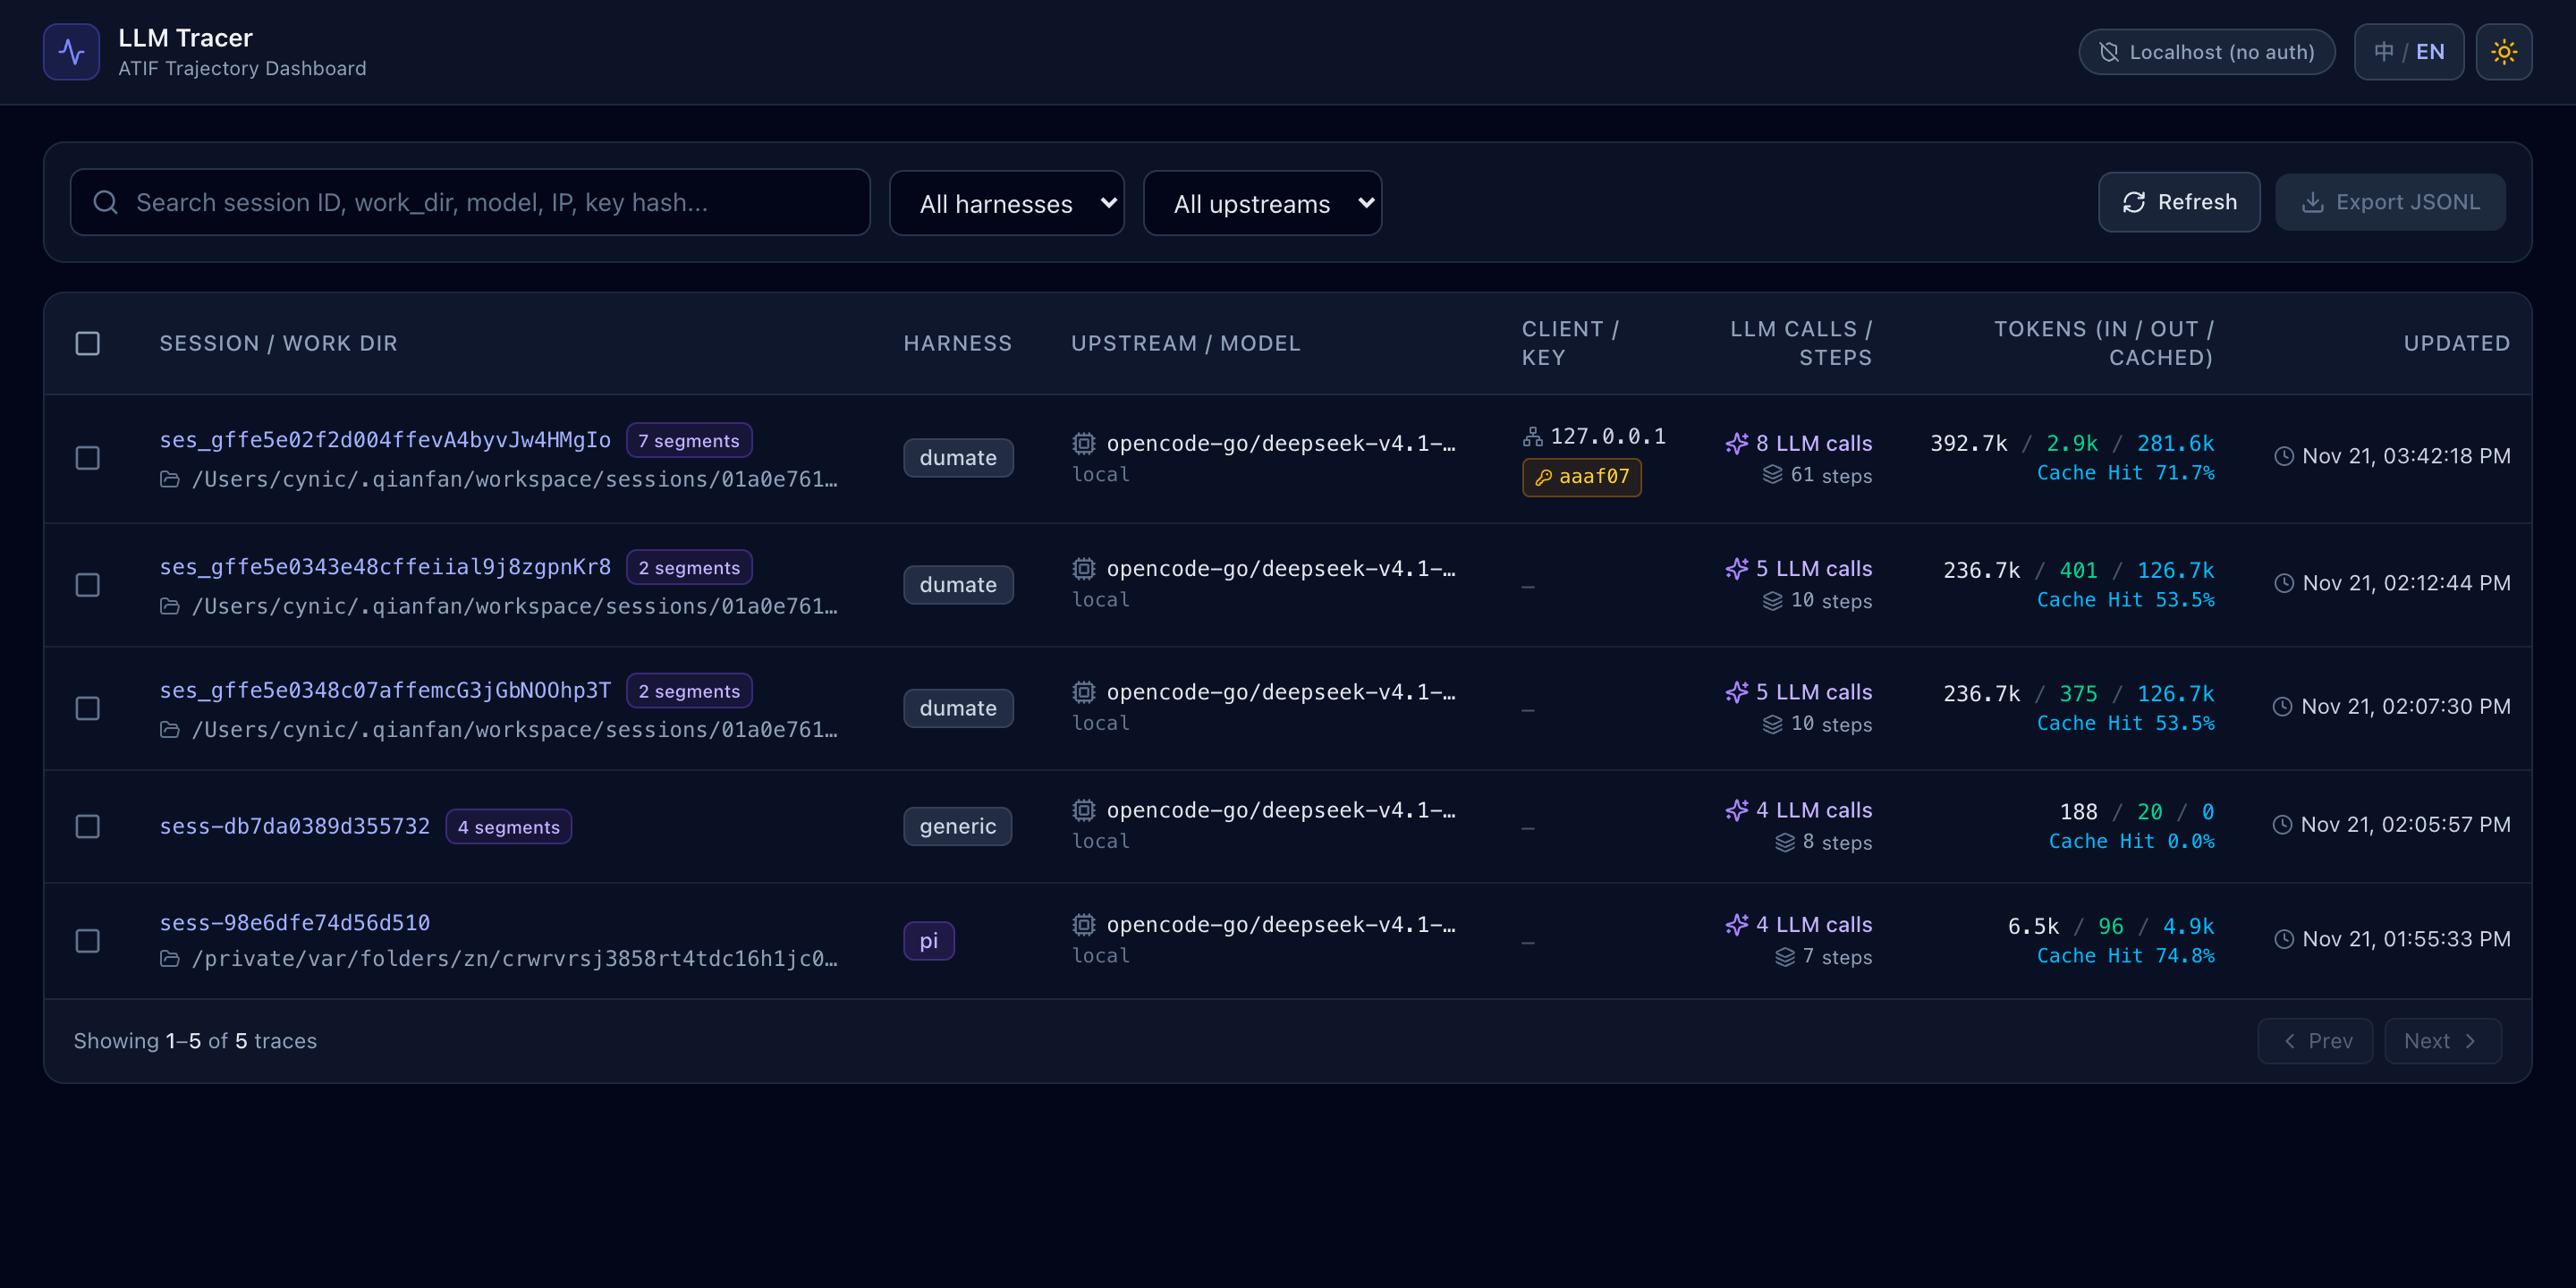 LLM Tracer
ATIF Trajectory Dashboard
Localhost (no auth)
中 / EN
Search session ID, work_dir, model, IP, key hash...
All harnesses
All upstreams
Refresh
Export JSONL
SESSION / WORK DIR
HARNESS
UPSTREAM / MODEL
CLIENT /
KEY
LLM CALLS /
STEPS
TOKENS (IN / OUT /
CACHED)
UPDATED
ses_gffe5e02f2d004ffevA4byvJw4HMgIo 7 segments
/Users/cynic/.qianfan/workspace/sessions/01a0e761…
dumate
opencode-go/deepseek-v4.1-…
local
127.0.0.1
aaaf07
8 LLM calls
61 steps
392.7k / 2.9k / 281.6k
Cache Hit 71.7%
Nov 21, 03:42:18 PM
ses_gffe5e0343e48cffeiial9j8zgpnKr8 2 segments
/Users/cynic/.qianfan/workspace/sessions/01a0e761…
dumate
opencode-go/deepseek-v4.1-…
local
—
5 LLM calls
10 steps
236.7k / 401 / 126.7k
Cache Hit 53.5%
Nov 21, 02:12:44 PM
ses_gffe5e0348c07affemcG3jGbNOOhp3T 2 segments
/Users/cynic/.qianfan/workspace/sessions/01a0e761…
dumate
opencode-go/deepseek-v4.1-…
local
—
5 LLM calls
10 steps
236.7k / 375 / 126.7k
Cache Hit 53.5%
Nov 21, 02:07:30 PM
sess-db7da0389d355732 4 segments
generic
opencode-go/deepseek-v4.1-…
local
—
4 LLM calls
8 steps
188 / 20 / 0
Cache Hit 0.0%
Nov 21, 02:05:57 PM
sess-98e6dfe74d56d510
/private/var/folders/zn/crwrvrsj3858rt4tdc16h1jc0…
pi
opencode-go/deepseek-v4.1-…
local
—
4 LLM calls
7 steps
6.5k / 96 / 4.9k
Cache Hit 74.8%
Nov 21, 01:55:33 PM
Showing 1–5 of 5 traces
Prev
Next